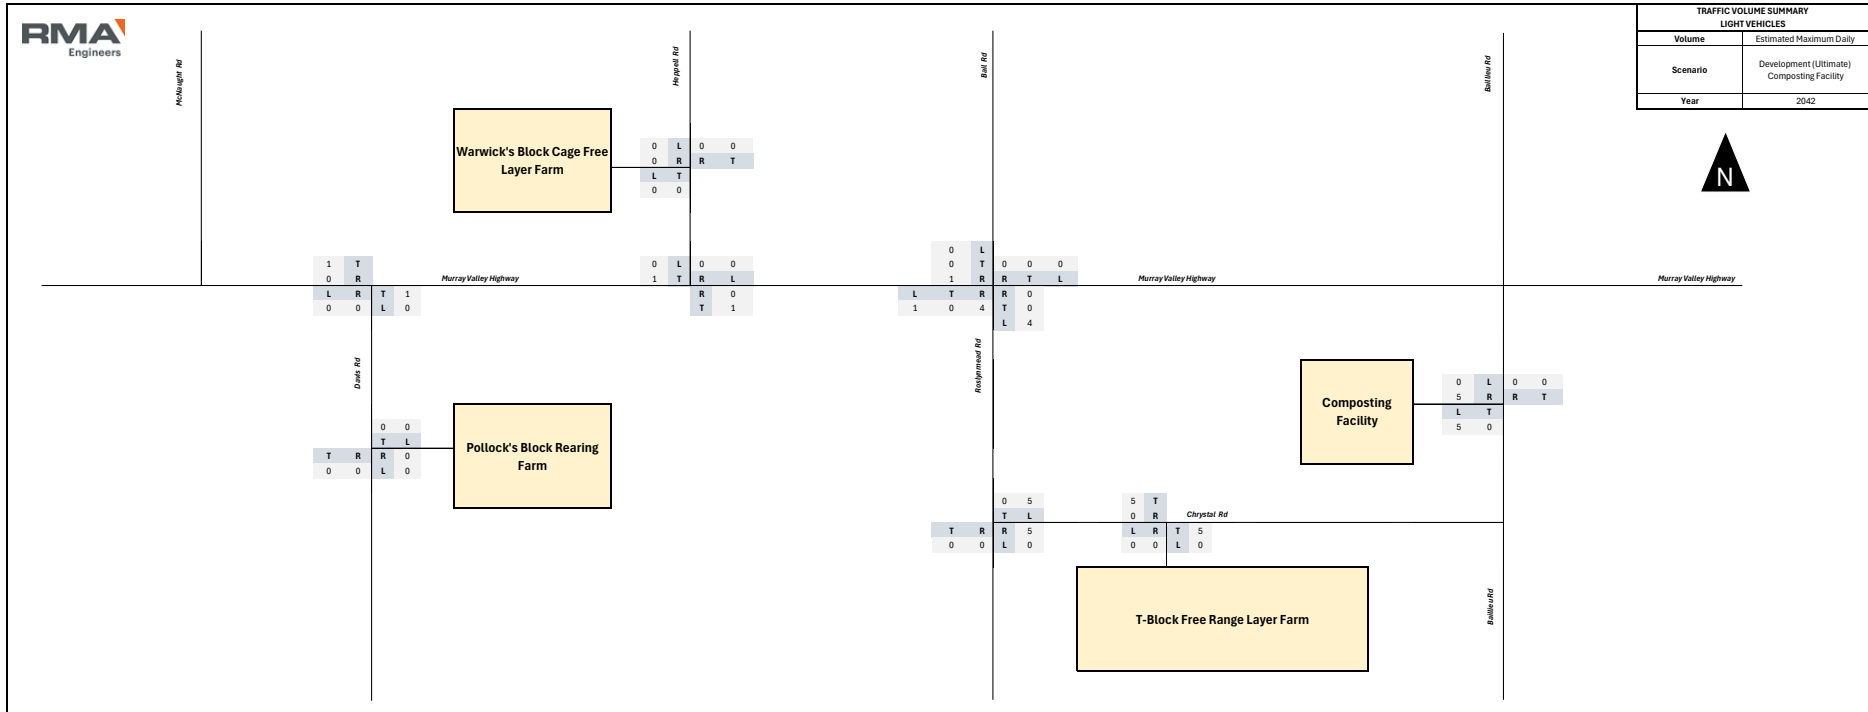 RMA
Engineers
TRAFFIC VOLUME SUMMARY
LIGHT VEHICLES
Volume Estimated Maximum Daily
Scenario Development (Ultimate)
Composting Facility
Year 2042
N
McNaught Rd
Heppell Rd
Ball Rd
Baillieu Rd
Warwick's Block Cage Free
Layer Farm
0 L 0 0
0 R R T
L T
0 0
1 T
0 R
L R T 1
0 0 L 0
Murray Valley Highway
0 L 0 0
1 T R L
R 0
T 1
0 L
0 T 0 0 0
1 R R T L
L T R R 0
1 0 4 T 0
L 4
Murray Valley Highway
Murray Valley Highway
Davis Rd
Roslynmead Rd
Pollock's Block Rearing
Farm
0 0
T L
T R R 0
0 0 L 0
Composting
Facility
0 L 0 0
5 R R T
L T
5 0
0 5
T L
T R R 5
0 0 L 0
5 T
0 R
L R T 5
0 0 L 0
Chrystal Rd
T-Block Free Range Layer Farm
Baillieu Rd